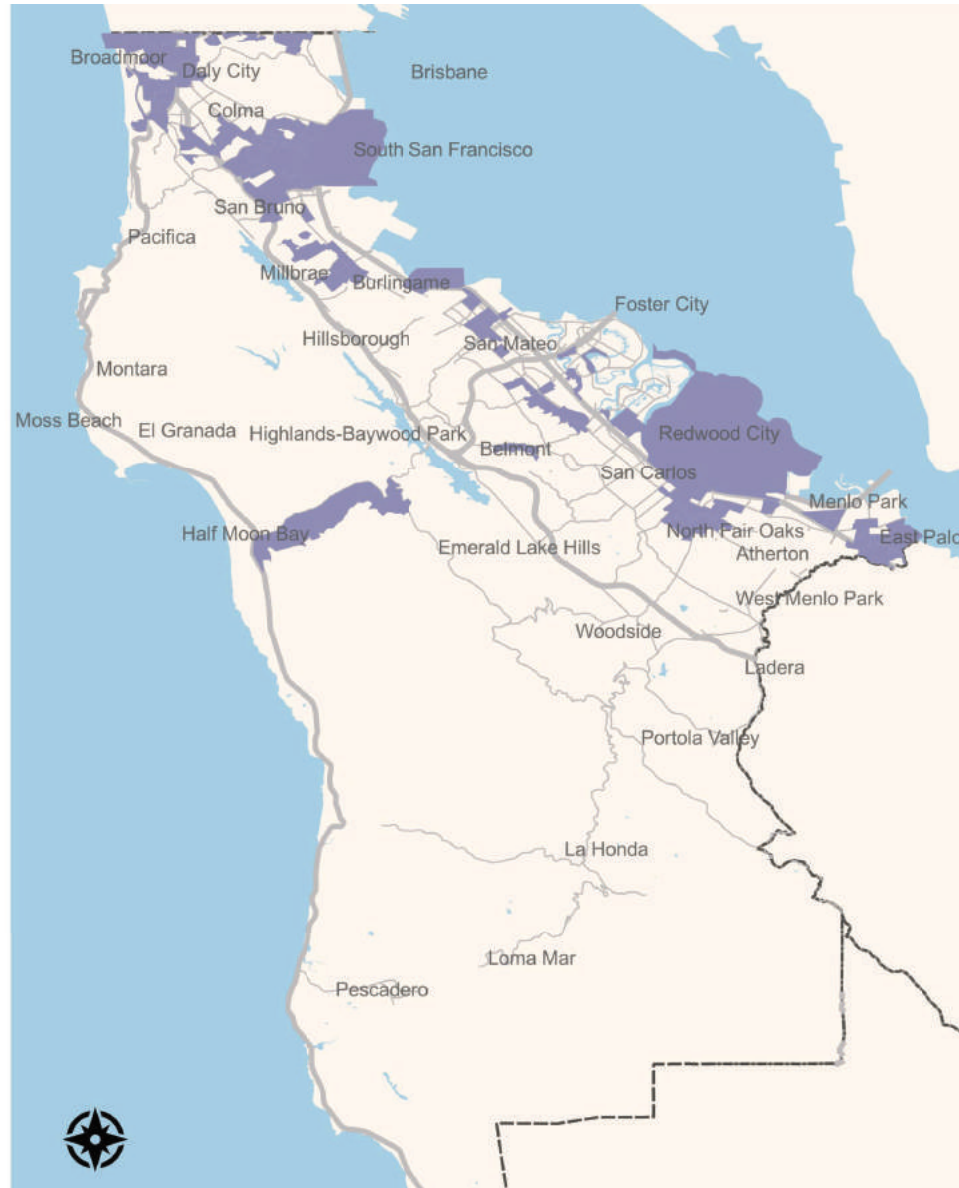 Broadmoor
Brisbane
Daly City
Colma
South San Francisco
San Bruno
Pacifica
Millbrae
Burlingame
Foster City
Hillsborough
San Mateo
Montara
Moss Beach
El Granada
Highlands-Baywood Park
Redwood City
Belmont
San Carlos
Menlo Park
Half Moon Bay
North Fair Oaks
East Palo
Emerald Lake Hills
Atherton
West Menlo Park
Woodside
Ladera
Portola Valley
La Honda
Loma Mar
Pescadero